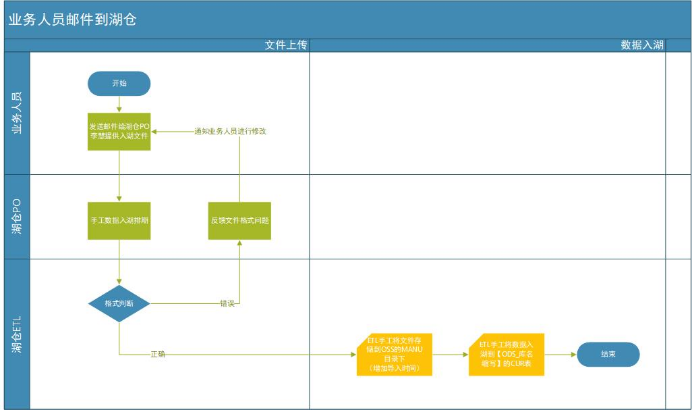 业务人员邮件到湖仓
文件上传
数据入湖
业务人员
开始
发送邮件给湖仓PO
李慧提供入湖文件
通知业务人员进行修改
湖仓PO
手工数据入湖排期
反馈文件格式问题
湖仓ETL
格式判断
错误
正确
ETL手工将文件存
储到OSS的MANU
目录下
(增加导入时间)
ETL手工将数据入
湖到【ODS_库名
缩写】的CUR表
结束